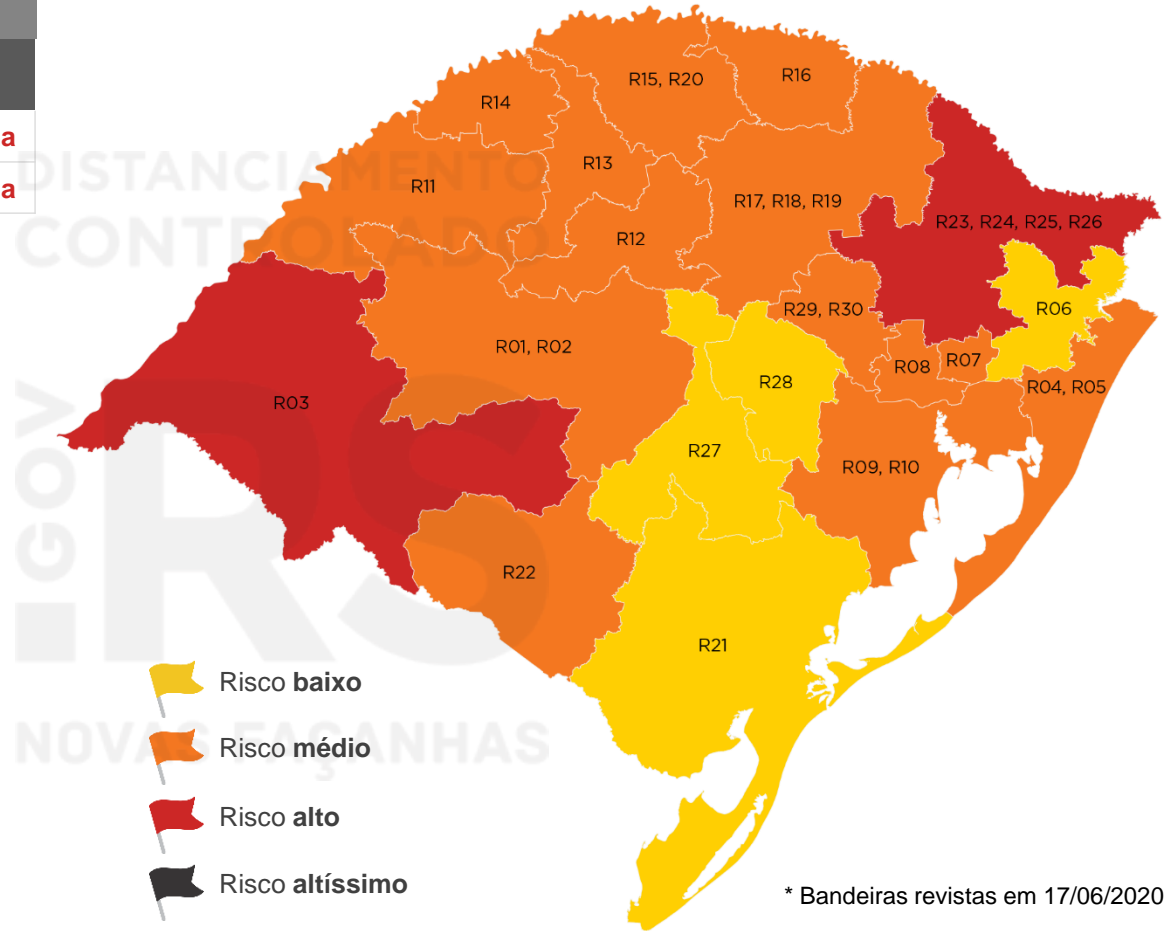 a
a
DISTANCIAMENTO
CONTROLADO
GOV
RS
NOVAS FAÇANHAS
R15, R20
R16
R14
R13
R11
R17, R18, R19
R23, R24, R25, R26
R12
R29, R30
R06
R01, R02
R08
R07
R28
R04, R05
R03
R27
R09, R10
R22
R21
Risco baixo
Risco médio
Risco alto
Risco altíssimo
* Bandeiras revistas em 17/06/2020